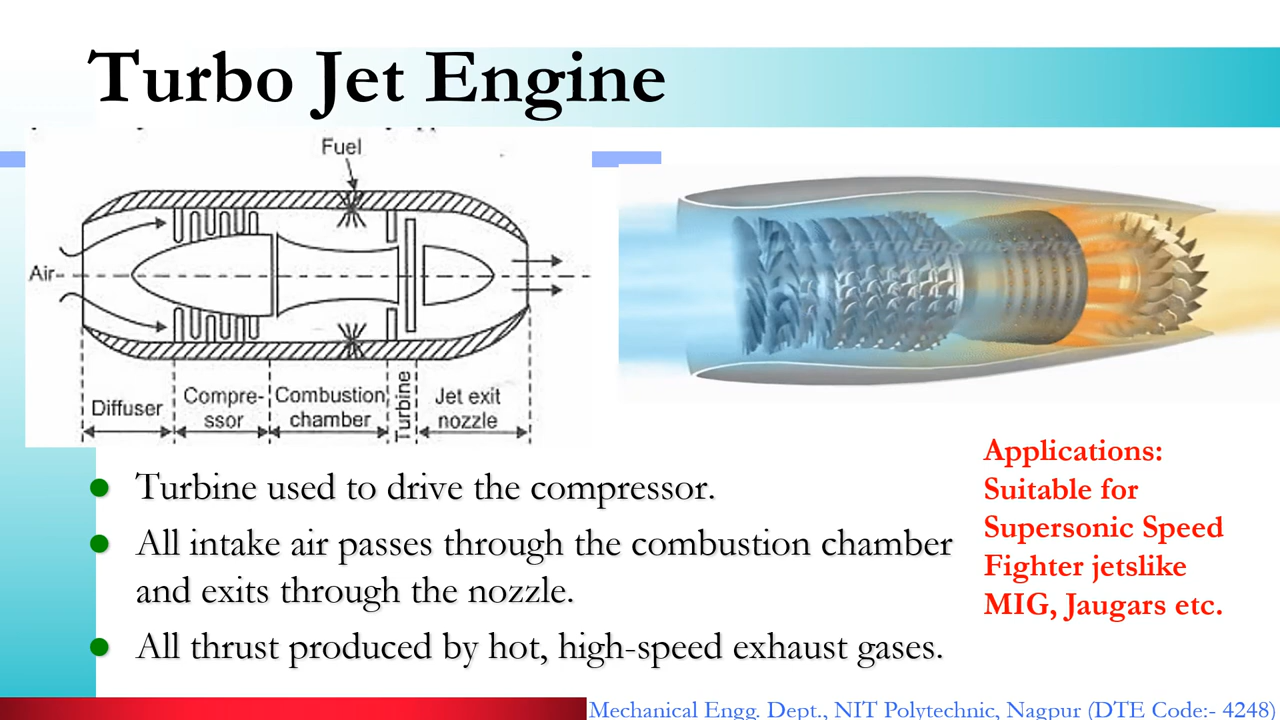 Turbo Jet Engine
Fuel
Air
Diffuser
Compre-
ssor
Combustion
chamber
Turbine
Jet exit
nozzle
Turbine used to drive the compressor.
All intake air passes through the combustion chamber
and exits through the nozzle.
All thrust produced by hot, high-speed exhaust gases.
Applications:
Suitable for
Supersonic Speed
Fighter jetslike
MIG, Jaugars etc.
Mechanical Engg. Dept., NIT Polytechnic, Nagpur (DTE Code:- 4248)